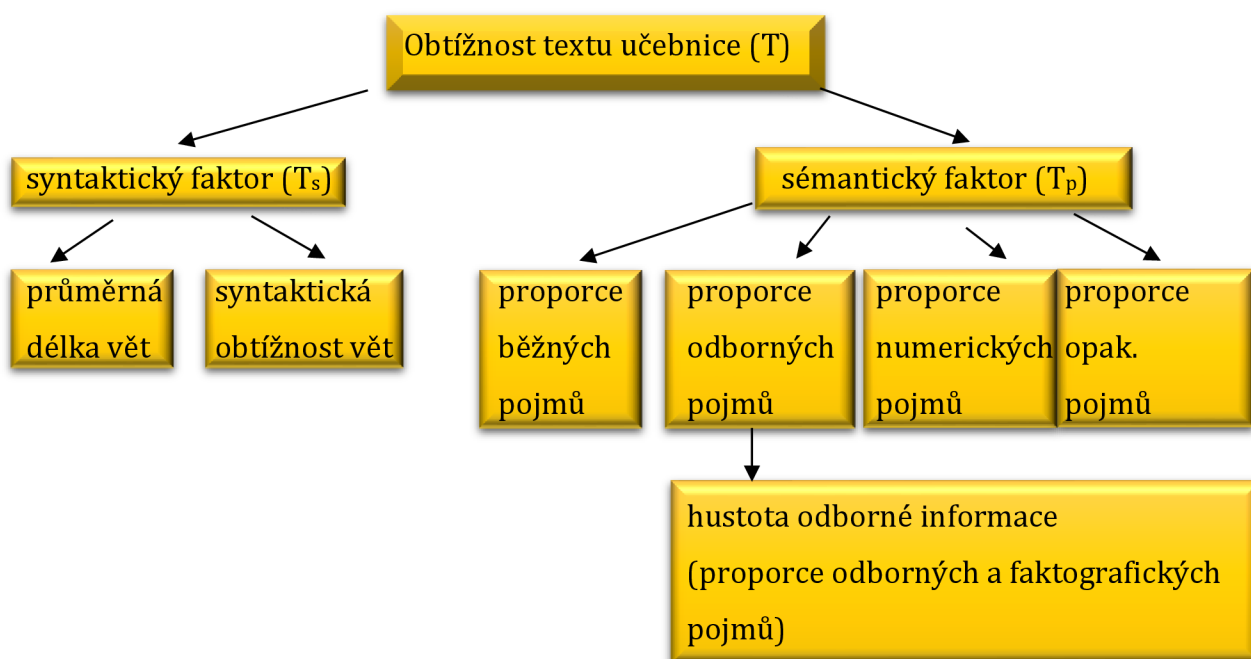 Obtížnost textu učebnice (T)
syntaktický faktor (Tₛ)
sémantický faktor (Tₚ)
průměrná
délka vět
syntaktická
obtížnost vět
proporce
běžných
pojmů
proporce
odborných
pojmů
proporce
numerických
pojmů
proporce
opak.
pojmů
hustota odborné informace
(proporce odborných a faktografických
pojmů)